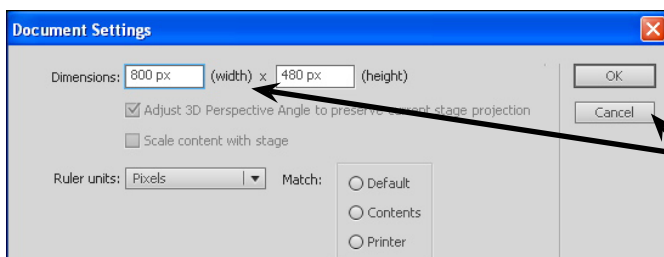 Document Settings
Dimensions: 800 px (width) x 480 px (height)
OK
Adjust 3D Perspective Angle to preserve current stage projection
Cancel
Scale content with stage
Ruler units: Pixels Match: Default
Contents
Printer